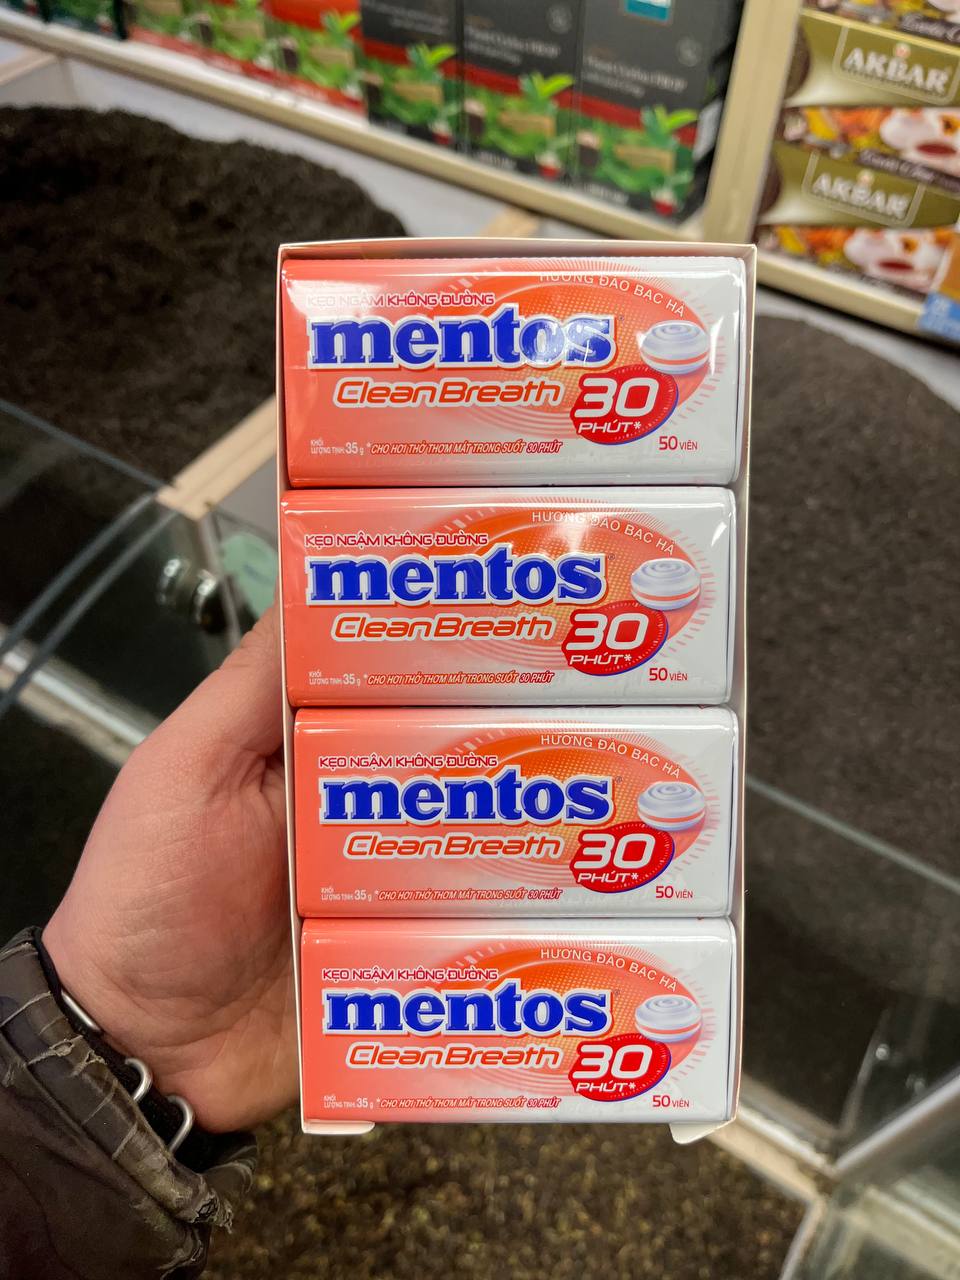 AKBAR
AKBAR
HƯƠNG ĐÀO BẠC HÀ
KẸO NGẬM KHÔNG ĐƯỜNG
mentos
CleanBreath
30
PHÚT*
KHỐI
LƯỢNG TỊNH 35 g *CHO HƠI THỞ THƠM MÁT TRONG SUỐT 30 PHÚT
50 VIÊN
HƯƠNG ĐÀO BẠC HÀ
KẸO NGẬM KHÔNG ĐƯỜNG
mentos
CleanBreath
30
PHÚT*
KHỐI
LƯỢNG TỊNH 35 g *CHO HƠI THỞ THƠM MÁT TRONG SUỐT 30 PHÚT
50 VIÊN
HƯƠNG ĐÀO BẠC HÀ
KẸO NGẬM KHÔNG ĐƯỜNG
mentos
CleanBreath
30
PHÚT*
KHỐI
LƯỢNG TỊNH 35 g *CHO HƠI THỞ THƠM MÁT TRONG SUỐT 30 PHÚT
50 VIÊN
HƯƠNG ĐÀO BẠC HÀ
KẸO NGẬM KHÔNG ĐƯỜNG
mentos
CleanBreath
30
PHÚT*
KHỐI
LƯỢNG TỊNH 35 g *CHO HƠI THỞ THƠM MÁT TRONG SUỐT 30 PHÚT
50 VIÊN